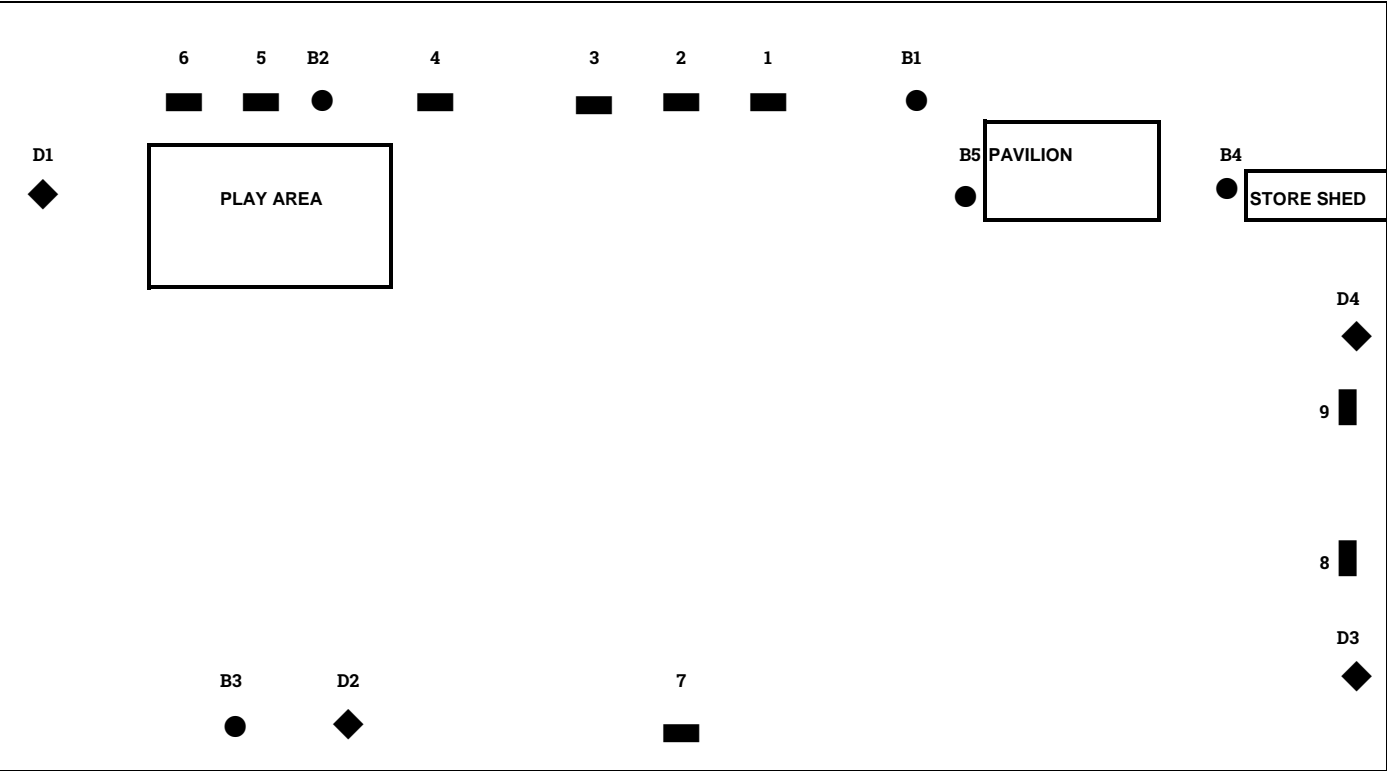 6 5 B2 4 3 2 1 B1
D1 B5 PAVILION B4
PLAY AREA STORE SHED
D4
9
8
D3
B3 D2 7